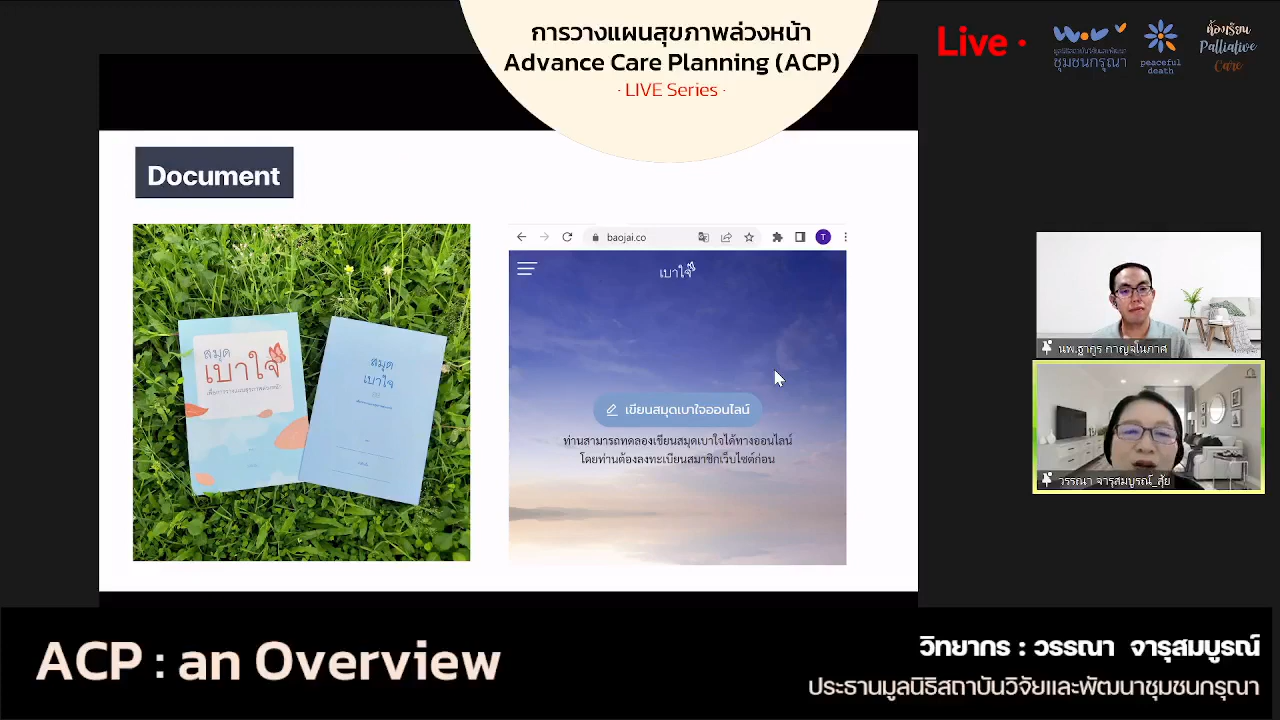 การวางแผนสุขภาพล่วงหน้า
Advance Care Planning (ACP)
· LIVE Series ·
Live
ชุมชนกรุณา
peaceful
death
ห้องเรียน
Palliative
Care
Document
สมุด
เบาใจ
สมุด
เบาใจ
baojai.co
T
เบาใจ
เขียนสมุดเบาใจออนไลน์
ท่านสามารถทดลองเขียนสมุดเบาใจได้ทางออนไลน์
โดยท่านต้องลงทะเบียนสมาชิกเว็บไซต์ก่อน
นพ.ฐากูร กาญจโนภาศ
วรรณา จารุสมบูรณ์_สุ้ย
ACP : an Overview
วิทยากร : วรรณา จารุสมบูรณ์
ประธานมูลนิธิสถาบันวิจัยและพัฒนาชุมชนกรุณา